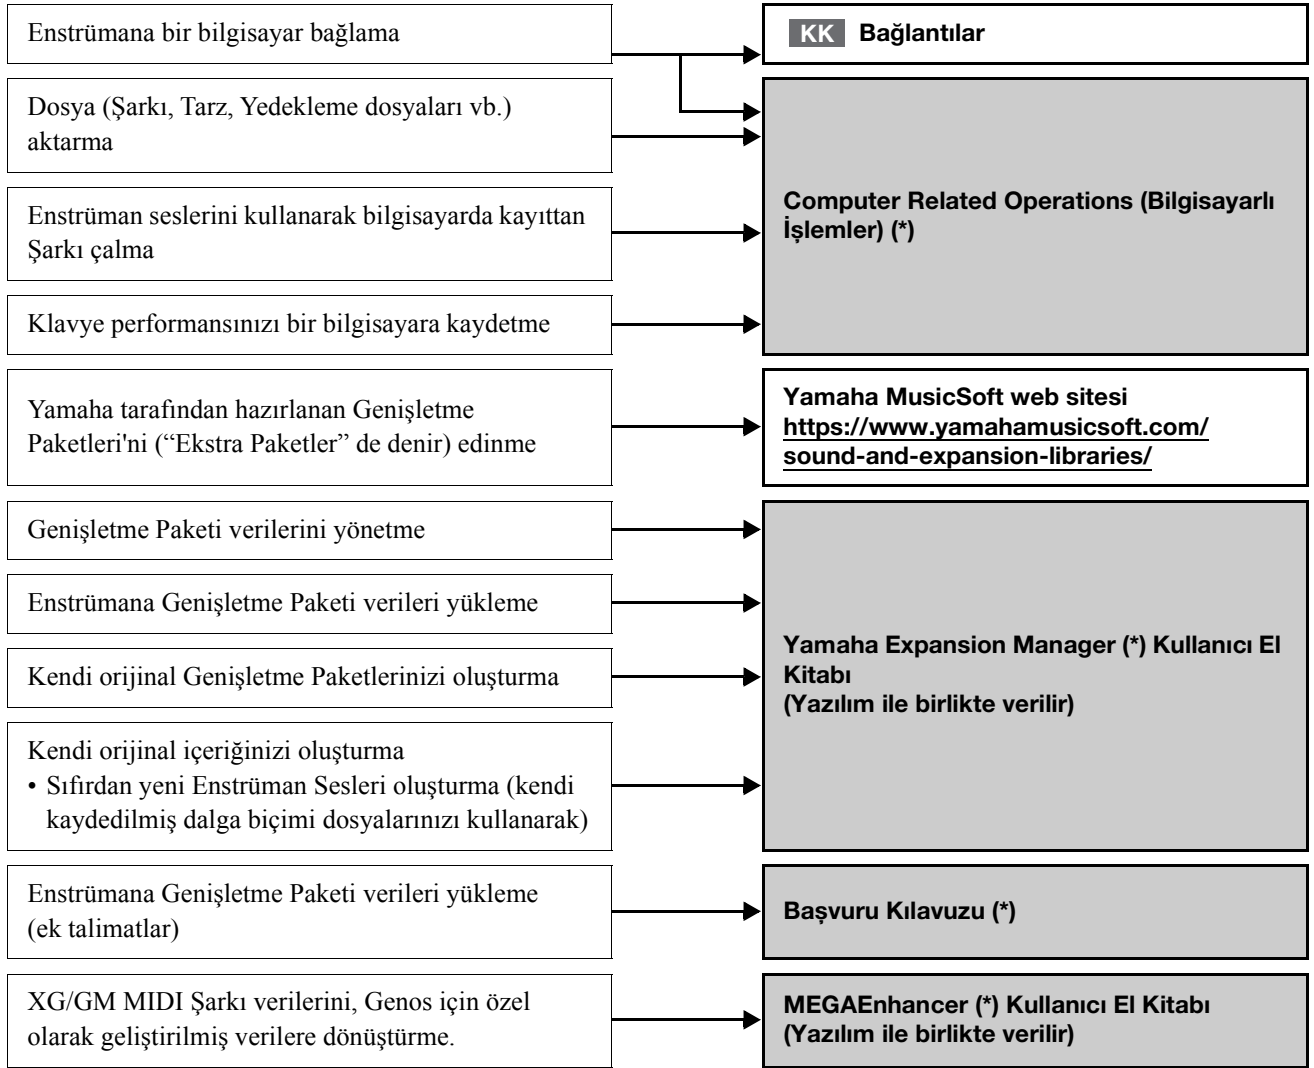 Enstrümana bir bilgisayar bağlama
KK Bağlantılar
Dosya (Şarkı, Tarz, Yedekleme dosyaları vb.)
aktarma
Enstrüman seslerini kullanarak bilgisayarda kayıttan
Şarkı çalma
Klavye performansınızı bir bilgisayara kaydetme
Computer Related Operations (Bilgisayarlı
İşlemler) (*)
Yamaha tarafından hazırlanan Genişletme
Paketleri'ni (“Ekstra Paketler” de denir) edinme
Yamaha MusicSoft web sitesi
https://www.yamahamusicsoft.com/
sound-and-expansion-libraries/
Genişletme Paketi verilerini yönetme
Enstrümana Genişletme Paketi verileri yükleme
Kendi orijinal Genişletme Paketlerinizi oluşturma
Kendi orijinal içeriğinizi oluşturma
• Sıfırdan yeni Enstrüman Sesleri oluşturma (kendi
kaydedilmiş dalga biçimi dosyalarınızı kullanarak)
Yamaha Expansion Manager (*) Kullanıcı El
Kitabı
(Yazılım ile birlikte verilir)
Enstrümana Genişletme Paketi verileri yükleme
(ek talimatlar)
Başvuru Kılavuzu (*)
XG/GM MIDI Şarkı verilerini, Genos için özel
olarak geliştirilmiş verilere dönüştürme.
MEGAEnhancer (*) Kullanıcı El Kitabı
(Yazılım ile birlikte verilir)